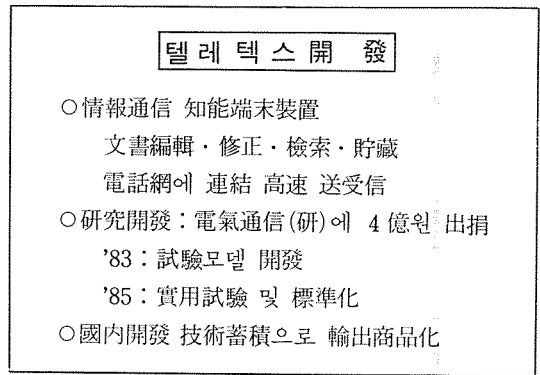 텔레텍스開 發
○情報通信 知能端末裝置
文書編輯·修正·檢索·貯藏
電話網에 連結 高速 送受信
○硏究開發：電氣通信(硏)에 4億원 出捐
'83：試驗모델 開發
'85：實用試驗 및 標準化
○國內開發 技術蓄積으로 輸出商品化